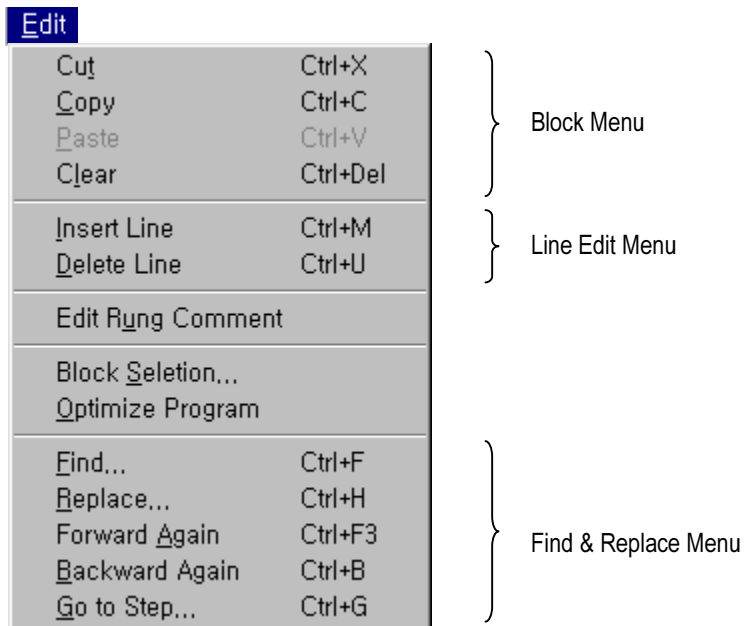 Edit
Cut Ctrl+X
Copy Ctrl+C
Paste Ctrl+V
Clear Ctrl+Del
Block Menu
Insert Line Ctrl+M
Delete Line Ctrl+U
Line Edit Menu
Edit Rung Comment
Block Seletion...
Optimize Program
Find... Ctrl+F
Replace... Ctrl+H
Forward Again Ctrl+F3
Backward Again Ctrl+B
Go to Step... Ctrl+G
Find & Replace Menu